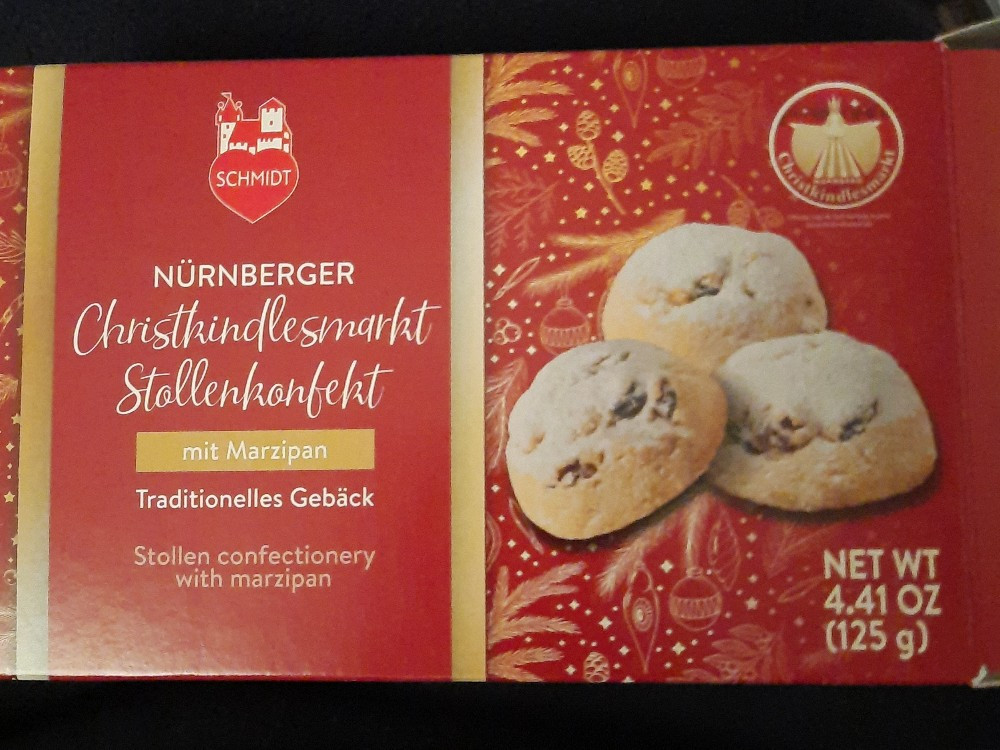 SCHMIDT
NÜRNBERGER
Christkindlesmarkt
Stollenkonfekt
mit Marzipan
Traditionelles Gebäck
Stollen confectionery
with marzipan
NÜRNBERG
Christkindlesmarkt
NET WT
4.41 OZ
(125 g)